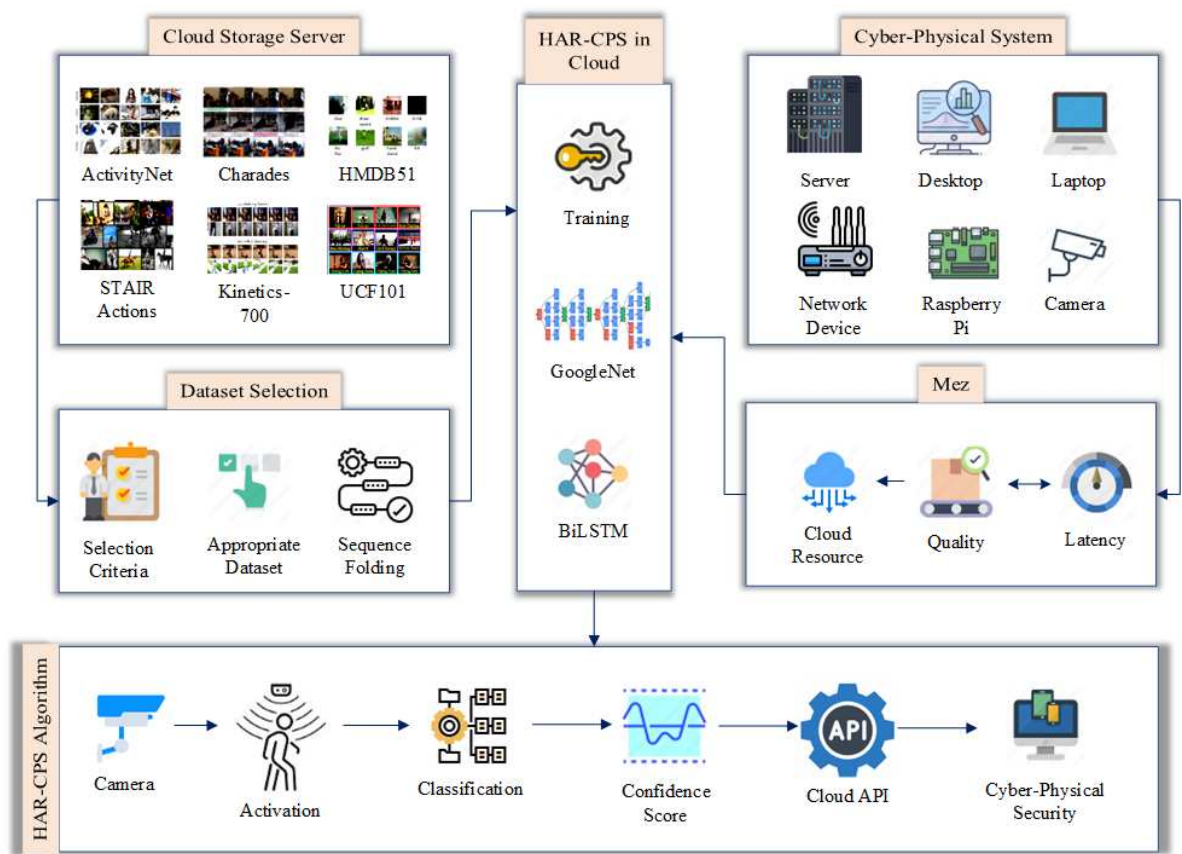 Cloud Storage Server
ActivityNet
Charades
HMDB51
STAIR
Actions
Kinetics-
700
UCF101
Dataset Selection
Selection
Criteria
Appropriate
Dataset
Sequence
Folding
HAR-CPS in
Cloud
Training
GoogleNet
BiLSTM
Cyber-Physical System
Server
Desktop
Laptop
Network
Device
Raspberry
Pi
Camera
Mez
Cloud
Resource
Quality
Latency
HAR-CPS Algorithm
Camera
Activation
Classification
Confidence
Score
API
Cloud API
Cyber-Physical
Security